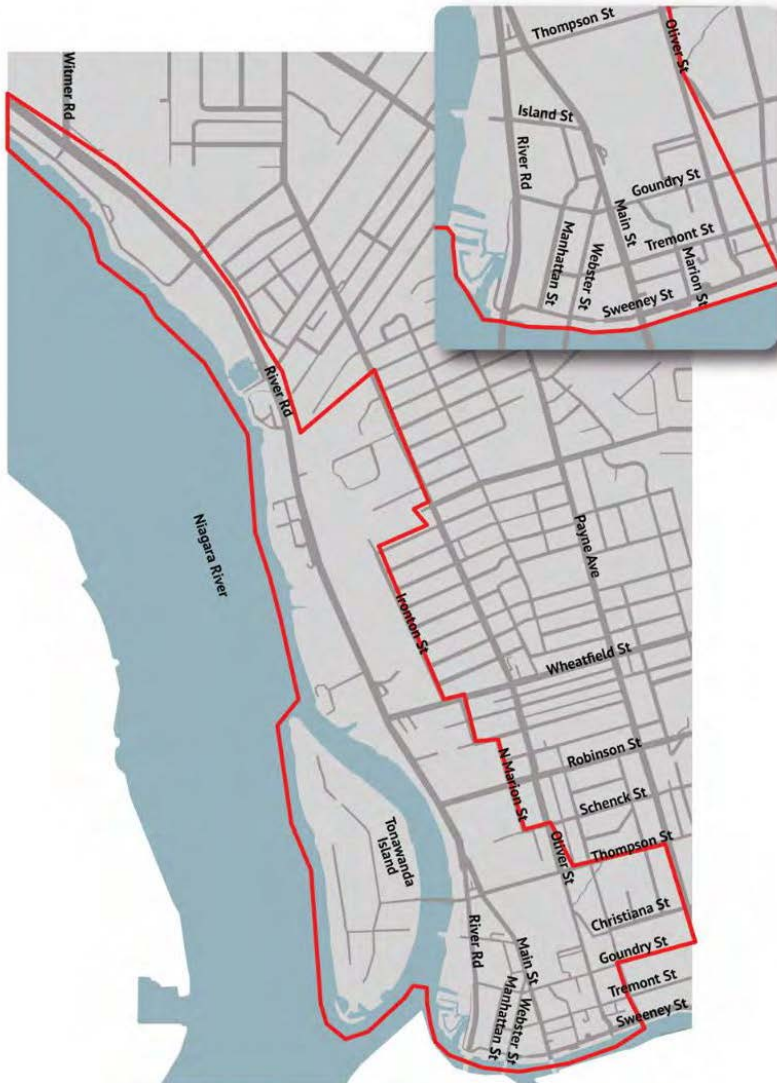 Witmer Rd
River Rd
Niagara River
Ironton St
Payne Ave
Wheatfield St
N Marion St
Robinson St
Schenck St
Oliver St
Thompson St
Tonawanda
Island
Christiana St
Goundry St
River Rd
Main St
Tremont St
Webster St
Manhattan St
Sweeney St
Thompson St
Oliver St
Island St
River Rd
Goundry St
Main St
Manhattan St
Webster St
Tremont St
Marion St
Sweeney St